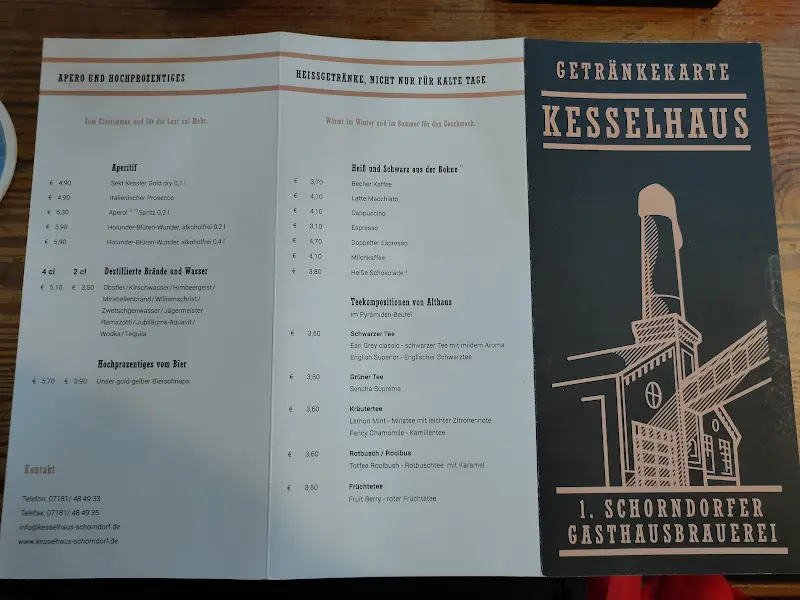 APERO UND HOCHPROZENTIGES
Zum Einstimmen und für die Lust auf Mehr.
Aperitif
€ 4,90 Sekt Kessler Gold dry 0,1 l
€ 4,90 Italienischer Prosecco
€ 6,30 Aperol Spritz 0,2 l
€ 3,90 Holunder-Blüten-Wunder, alkoholfrei 0,2 l
€ 5,90 Holunder-Blüten-Wunder, alkoholfrei 0,4 l
4 cl 2 cl Destillierte Brände und Wasser
€ 5,10 € 3,50 Obstler/Kirschwasser/Himbeergeist/
Mirabellenbrand/Williamschrist/
Zwetschgenwasser/Jägermeister
Ramazotti/Jubiläums-Aquavit/
Wodka/Tequila
Hochprozentiges vom Bier
€ 5,70 € 3,90 Unser gold-gelber Bierschnaps
Kontakt
Telefon: 07181/ 48 49 33
Telefax: 07181/ 48 49 35
info@kesselhaus-schorndorf.de
www.kesselhaus-schorndorf.de
HEISSGETRÄNKE, NICHT NUR FÜR KALTE TAGE
Wärmt im Winter und im Sommer für den Geschmack.
Heiß und Schwarz aus der Bohne
€ 3,70 Becher Kaffee
€ 4,10 Latte Macchiato
€ 4,10 Cappuccino
€ 3,10 Espresso
€ 4,70 Doppelter Espresso
€ 4,10 Milchkaffee
€ 3,80 Heiße Schokolade
Teekompositionen von Althaus
im Pyramiden-Beutel
€ 3,60 Schwarzer Tee
Earl Grey classic - schwarzer Tee mit mildem Aroma
English Superior - Englischer Schwarztee
€ 3,60 Grüner Tee
Sencha Supreme
€ 3,60 Kräutertee
Lemon Mint - Minztee mit leichter Zitronennote
Fancy Chamomile - Kamillentee
€ 3,60 Rotbusch / Rooibus
Toffee Rooibush - Rotbuschtee mit Karamel
€ 3,60 Früchtetee
Fruit Berry - roter Früchtetee
GETRÄNKEKARTE
KESSELHAUS
1. SCHORNDORFER
GASTHAUSBRAUEREI